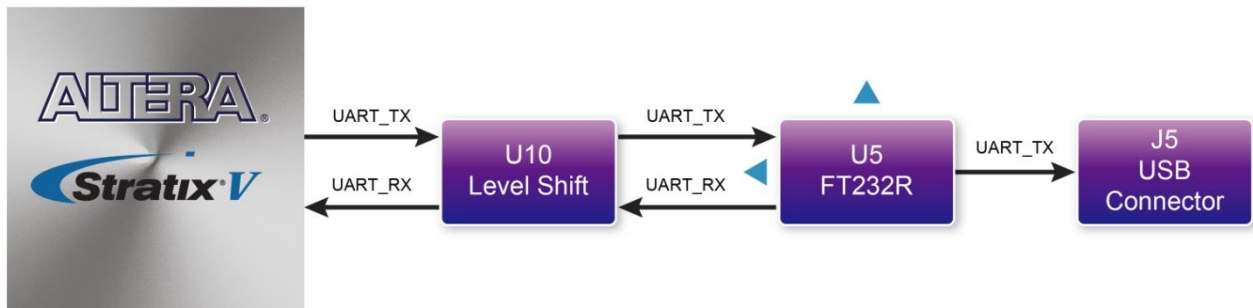 ALTERA®
Stratix® V
UART_TX
UART_RX
U10
Level Shift
UART_TX
UART_RX
U5
FT232R
UART_TX
J5
USB
Connector